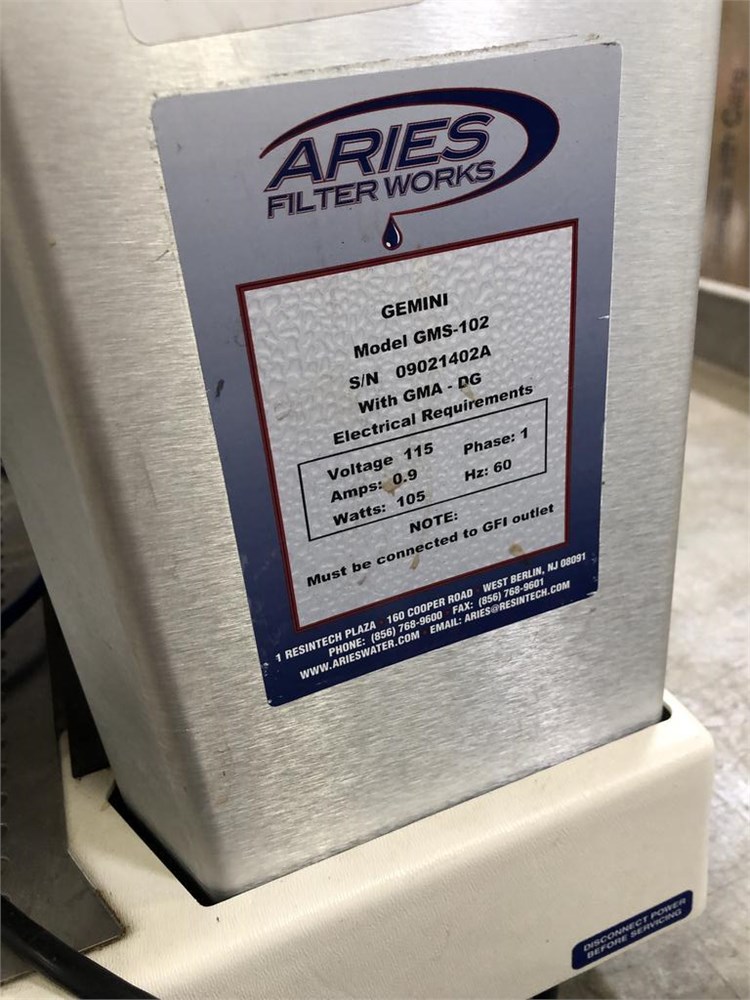 ARIES
FILTER WORKS
GEMINI
Model GMS-102
S/N 09021402A
With GMA - DG
Electrical Requirements
Voltage 115 Phase: 1
Amps: 0.9 Hz: 60
Watts: 105
NOTE:
Must be connected to GFI outlet
1 RESINTECH PLAZA • 160 COOPER ROAD • WEST BERLIN, NJ 08091
PHONE: (856) 768-9600 • FAX: (856) 768-9601
WWW.ARIESWATER.COM • EMAIL: ARIES@RESINTECH.COM
DISCONNECT POWER
BEFORE SERVICING